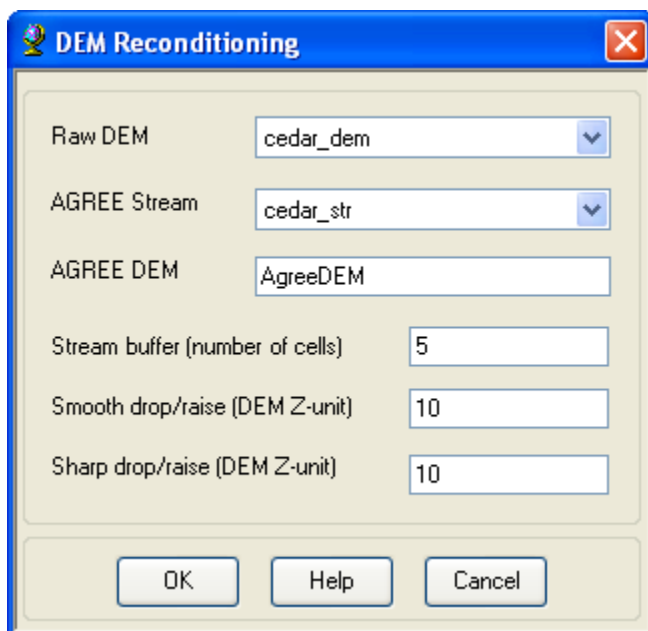 DEM Reconditioning
Raw DEM cedar_dem
AGREE Stream cedar_str
AGREE DEM AgreeDEM
Stream buffer (number of cells) 5
Smooth drop/raise (DEM Z-unit) 10
Sharp drop/raise (DEM Z-unit) 10
OK Help Cancel